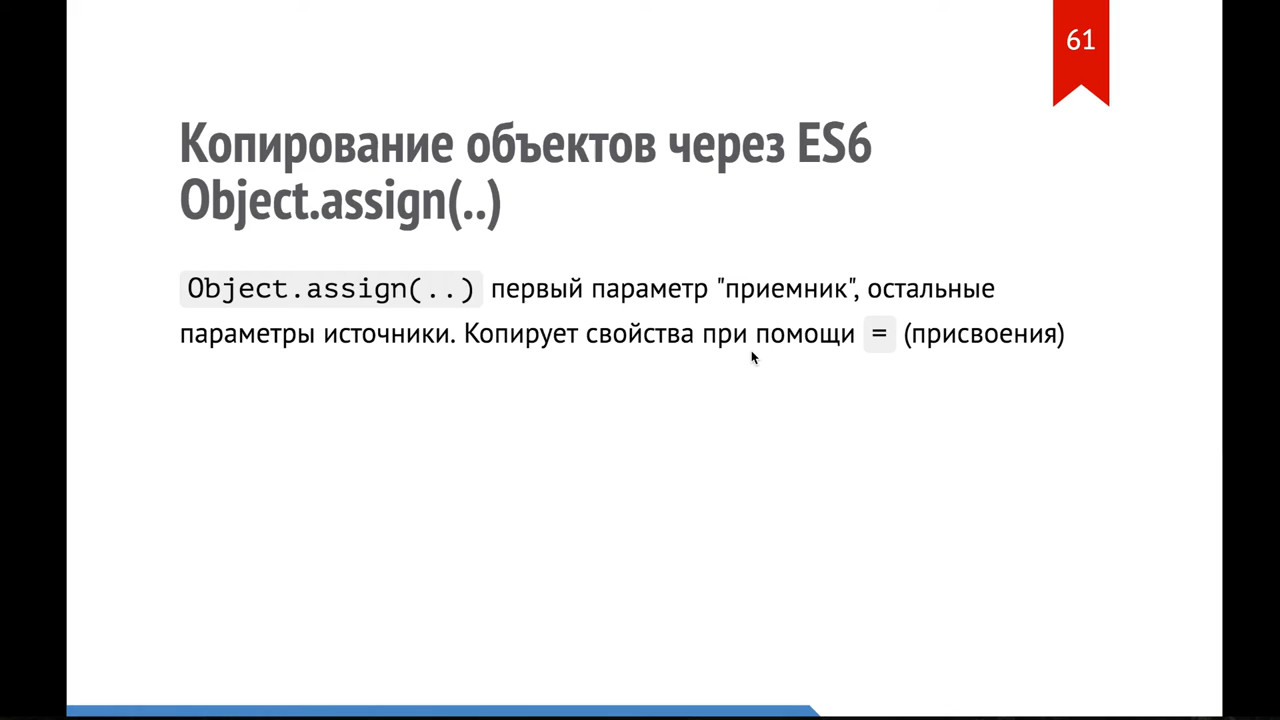 61
Копирование объектов через ES6
Object.assign(..)
Object.assign(..) первый параметр "приемник", остальные
параметры источники. Копирует свойства при помощи = (присвоения)